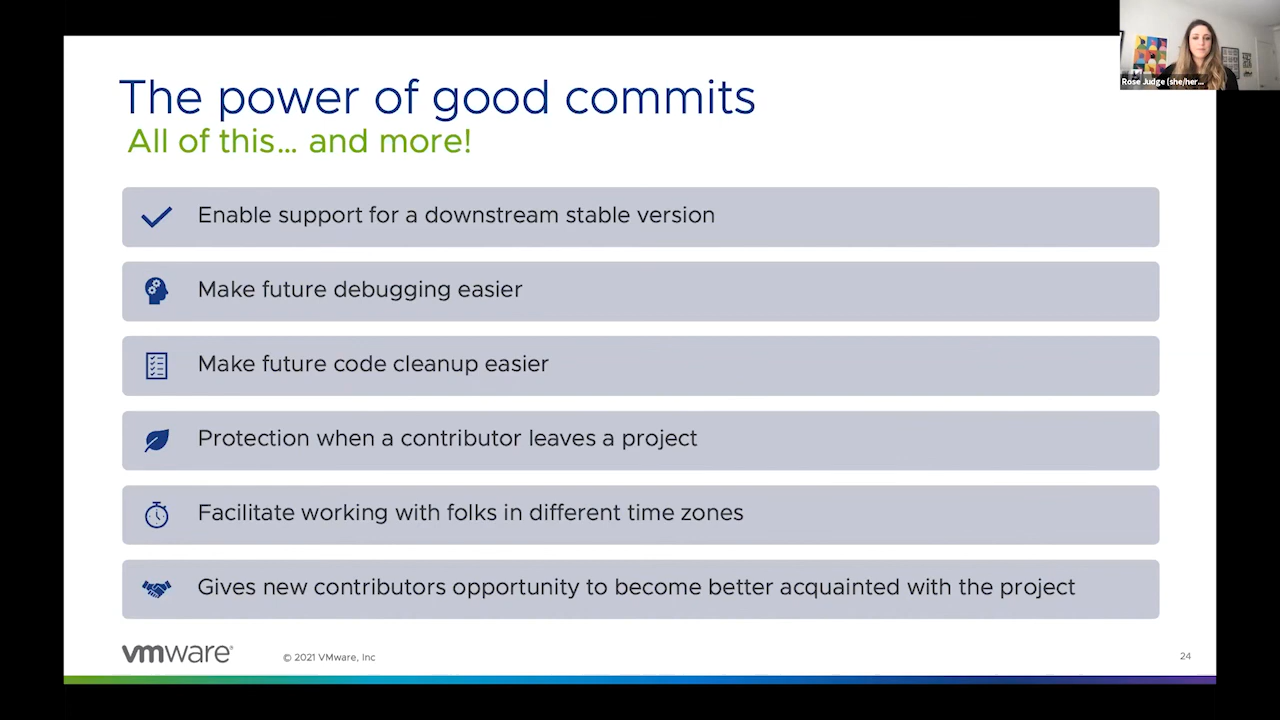 The power of good commits
All of this... and more!
Enable support for a downstream stable version
Make future debugging easier
Make future code cleanup easier
Protection when a contributor leaves a project
Facilitate working with folks in different time zones
Gives new contributors opportunity to become better acquainted with the project
vmware®
© 2021 VMware, Inc
24
Rose Judge (she/her...